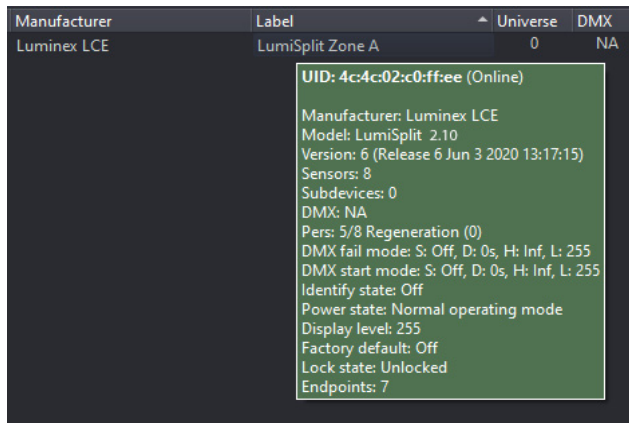 Manufacturer Label Universe DMX
Luminex LCE LumiSplit Zone A 0 NA
UID: 4c:4c:02:c0:ff:ee (Online)
Manufacturer: Luminex LCE
Model: LumiSplit 2.10
Version: 6 (Release 6 Jun 3 2020 13:17:15)
Sensors: 8
Subdevices: 0
DMX: NA
Pers: 5/8 Regeneration (0)
DMX fail mode: S: Off, D: 0s, H: Inf, L: 255
DMX start mode: S: Off, D: 0s, H: Inf, L: 255
Identify state: Off
Power state: Normal operating mode
Display level: 255
Factory default: Off
Lock state: Unlocked
Endpoints: 7